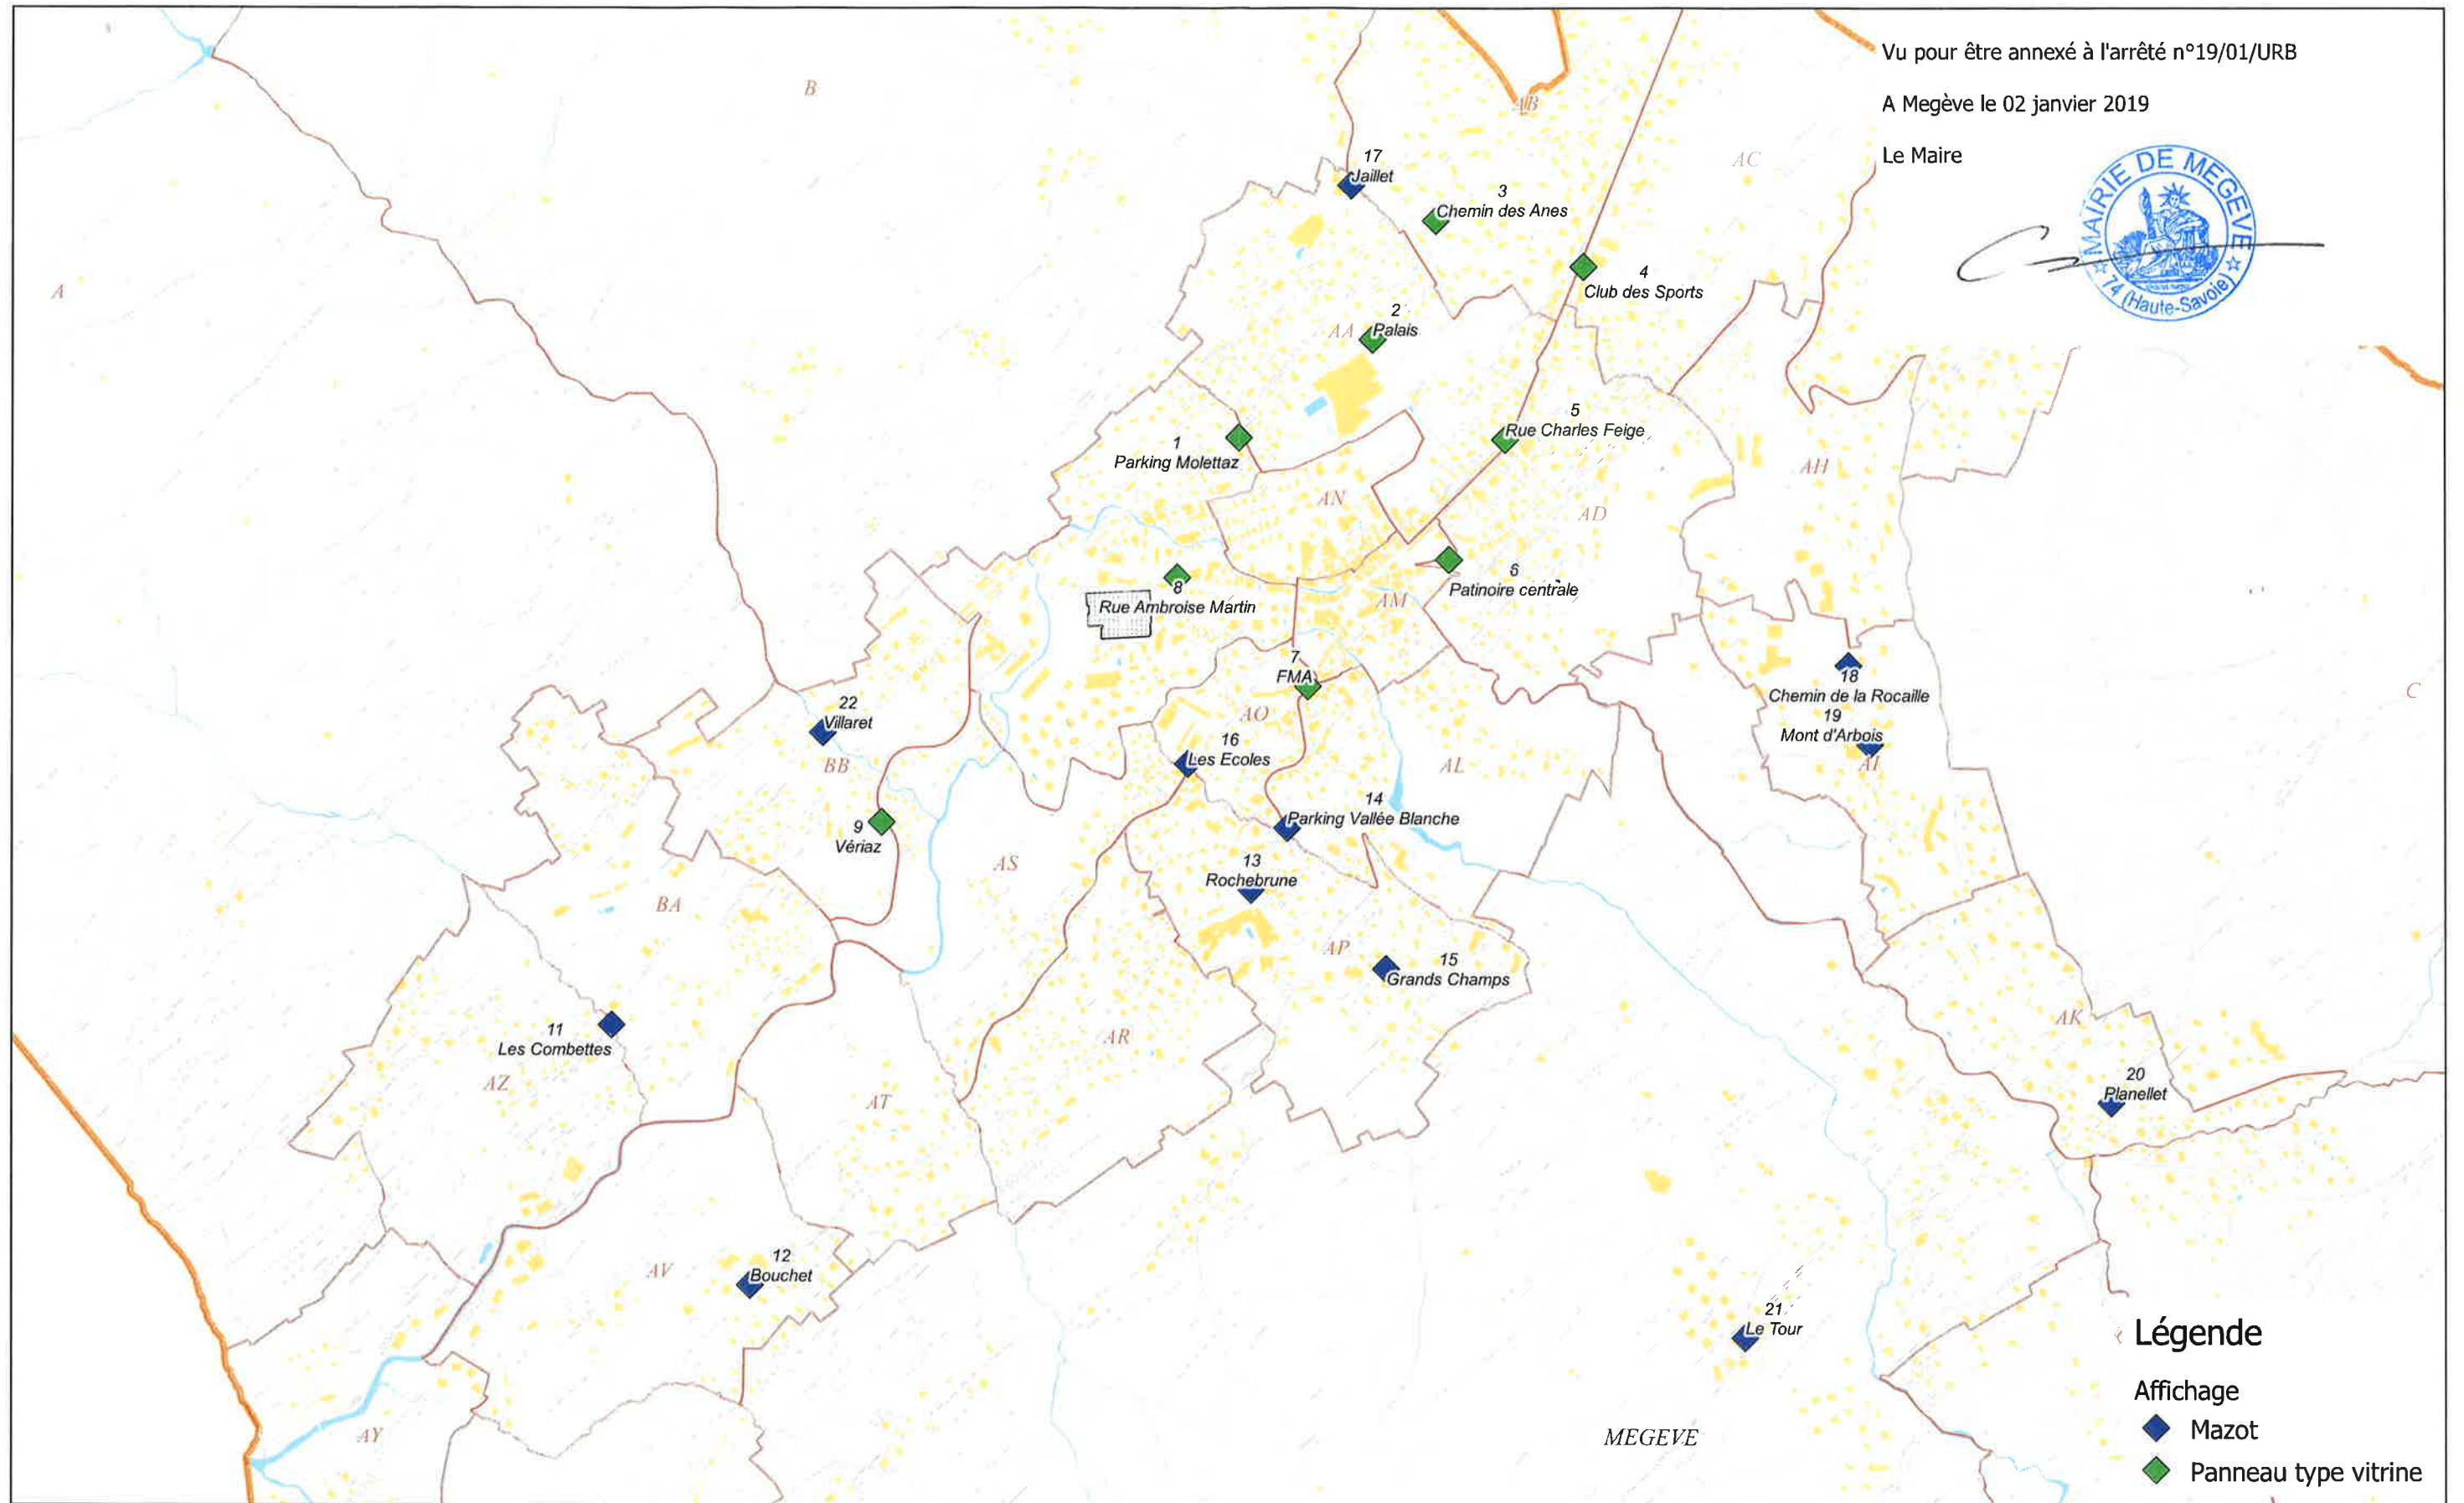 Vu pour être annexé à l'arrêté n°19/01/URB
A Megève le 02 janvier 2019
Le Maire
MAIRIE DE MEGEVE
74 (Haute-Savoie)
B
AB
AC
17
Jaillet
3
Chemin des Anes
4
Club des Sports
A
2
AA
Palais
5
Rue Charles Feige
1
Parking Molettaz
AH
AN
AD
6
Patinoire centrale
8
Rue Ambroise Martin
AM
7
FMA
18
Chemin de la Rocaille
19
Mont d'Arbois
AI
C
22
Villaret
BB
AO
16
Les Ecoles
AL
14
Parking Vallée Blanche
9
Vériaz
AS
13
Rochebrune
BA
AP
15
Grands Champs
11
Les Combettes
AZ
AR
AK
AT
20
Planellet
12
Bouchet
AV
21
Le Tour
AY
MEGEVE
Légende
Affichage
Mazot
Panneau type vitrine